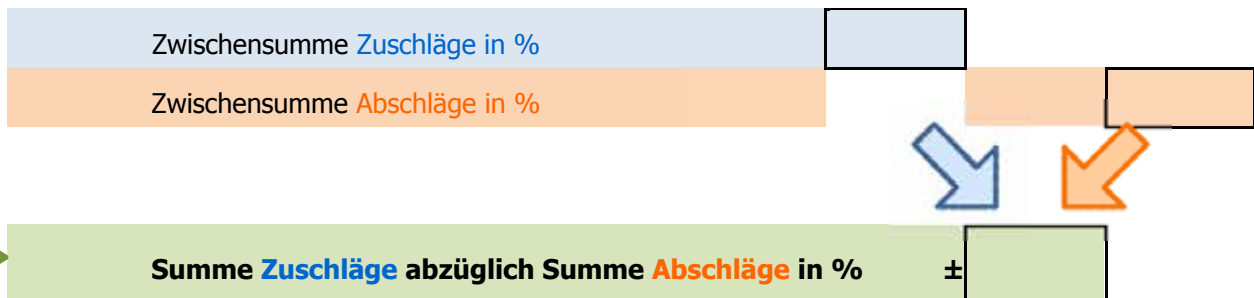 Zwischensumme Zuschläge in %
Zwischensumme Abschläge in %
Summe Zuschläge abzüglich Summe Abschläge in % ±